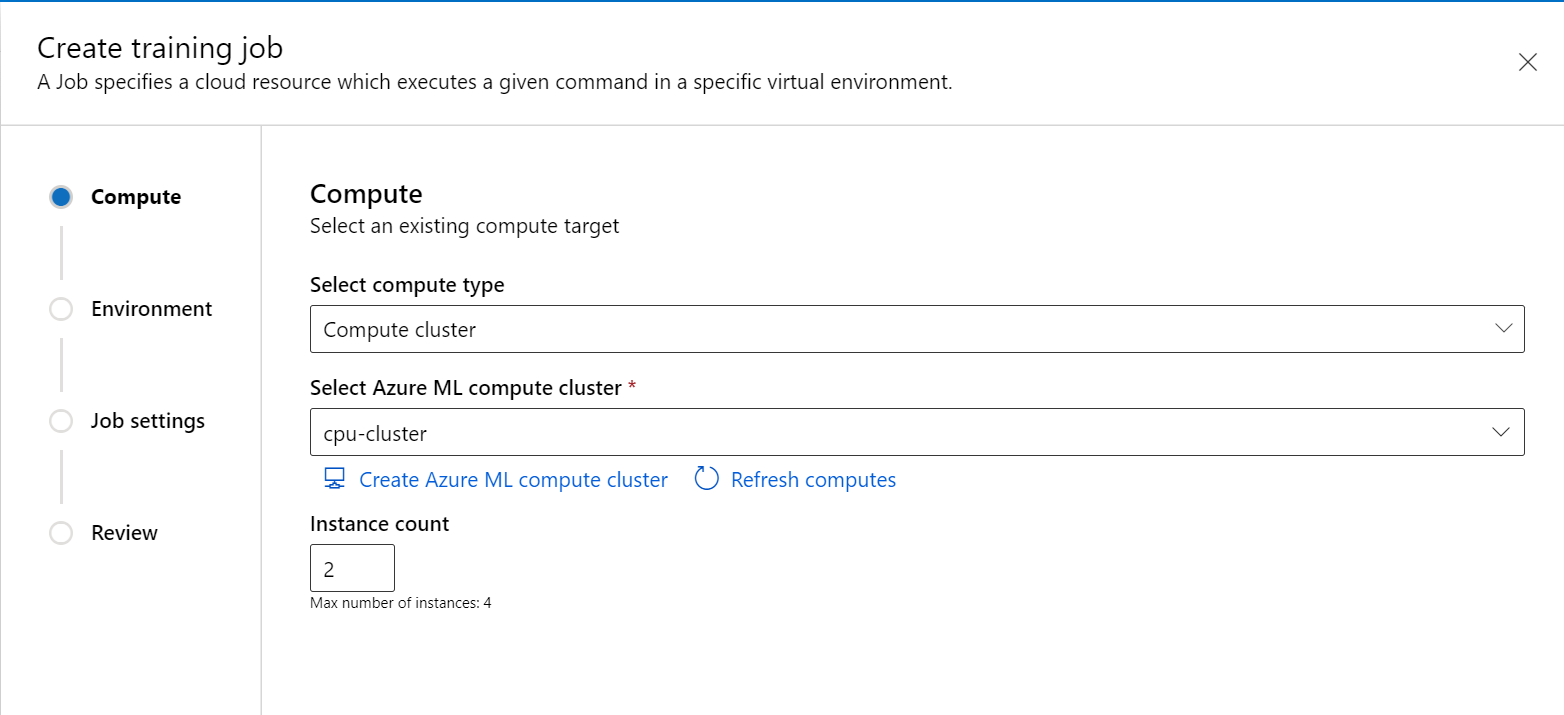 Create training job
A Job specifies a cloud resource which executes a given command in a specific virtual environment.
Compute
Environment
Job settings
Review
Compute
Select an existing compute target
Select compute type
Compute cluster
Select Azure ML compute cluster *
cpu-cluster
Create Azure ML compute cluster Refresh computes
Instance count
2
Max number of instances: 4